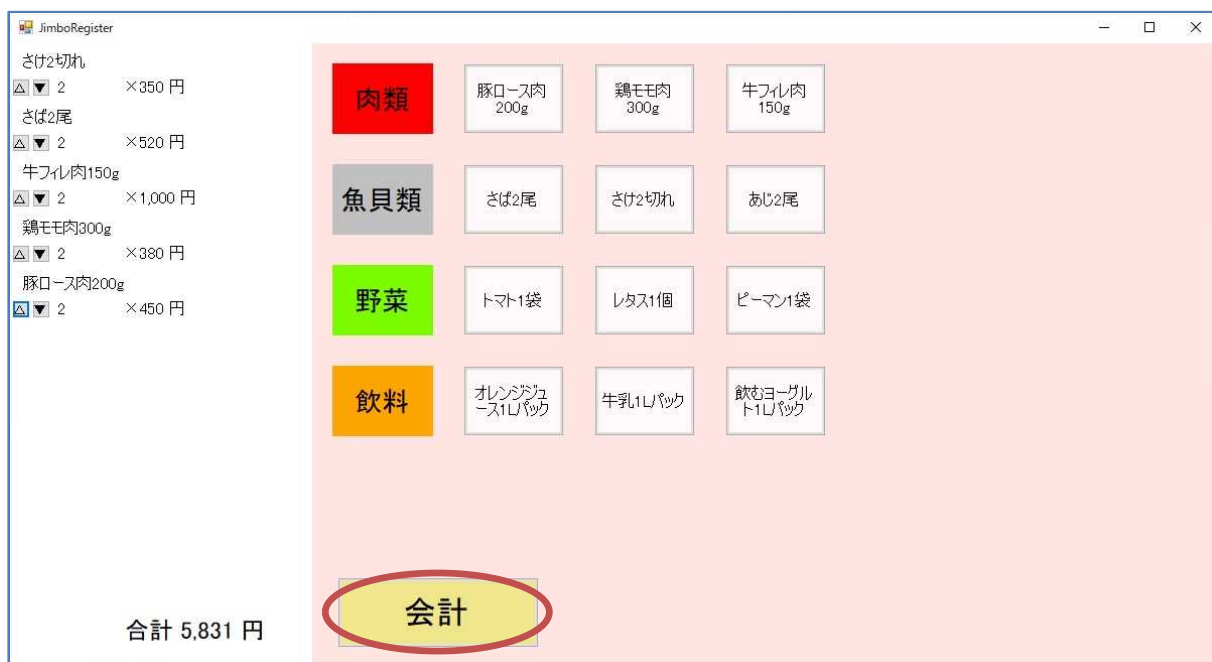 JimboRegister
さけ2切れ
△ ▼ 2 ×350 円
さば2尾
△ ▼ 2 ×520 円
牛フィレ肉150g
△ ▼ 2 ×1,000 円
鶏モモ肉300g
△ ▼ 2 ×380 円
豚ロース肉200g
△ ▼ 2 ×450 円
合計 5,831 円
肉類
豚ロース肉
200g
鶏モモ肉
300g
牛フィレ肉
150g
魚貝類
さば2尾
さけ2切れ
あじ2尾
野菜
トマト1袋
レタス1個
ピーマン1袋
飲料
オレンジジュ
ース1Lパック
牛乳1Lパック
飲むヨーグル
ト1Lパック
会計